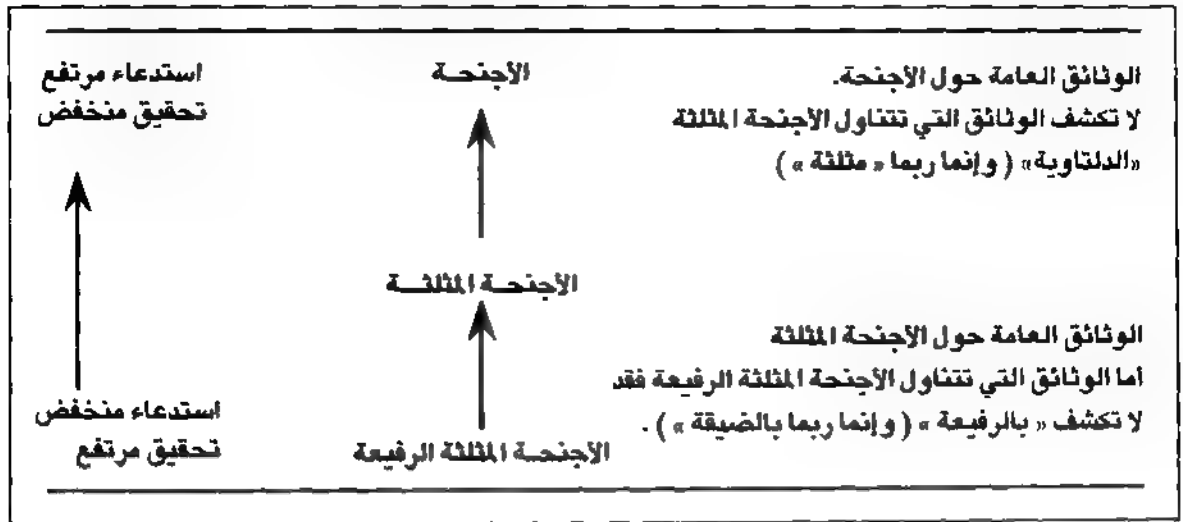 الوثائق العامة حول الأجنحة.
لا تكشف الوثائق التي تتناول الأجنحة المثلثة
«الدلتاوية» ( وإنما ربما « مثلثة » )
الأجنحة
استدعاء مرتفع
تحقيق منخفض
الأجنحة المثلثة
الوثائق العامة حول الأجنحة المثلثة
أما الوثائق التي تتناول الأجنحة المثلثة الرفيعة فقد
لا تكشف « بالرفيعة » ( وإنما ربما بالضيقة » ) .
الأجنحة المثلثة الرفيعة
استدعاء منخفض
تحقيق مرتفع